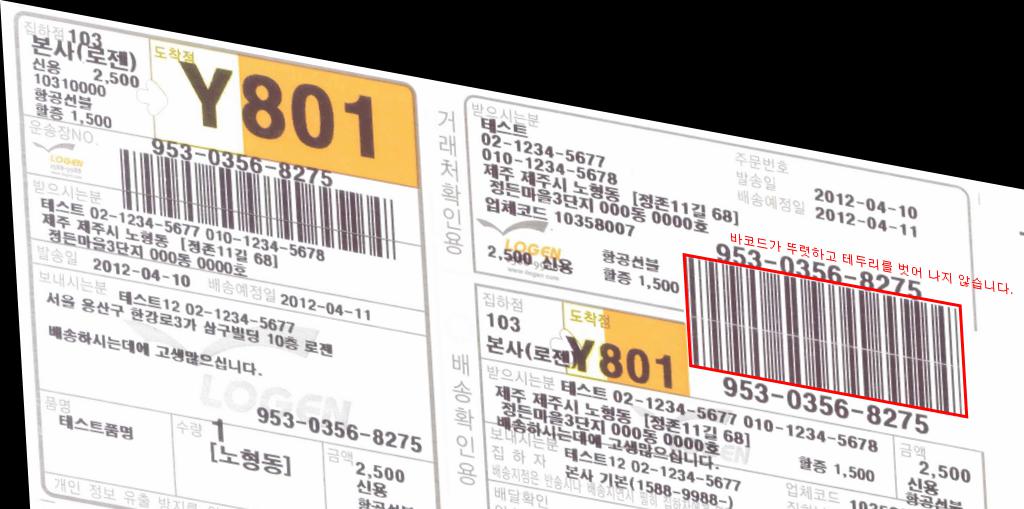 집하점 103
본사(로젠)
신용 2,500
10310000
항공선불
할증 1,500
도착점
Y801
운송장NO.
953-0356-8275
LOGEN
받으시는분
테스트 02-1234-5677 010-1234-5678
제주 제주시 노형동 [정존11길 68]
정든마을3단지 000동 0000호
발송일 2012-04-10 배송예정일 2012-04-11
보내시는분 테스트12 02-1234-5677
서울 용산구 한강로3가 삼구빌딩 10층 로젠
배송하시는데에 고생많으십니다.
LOGEN
953-0356-8275
품명 테스트품명
수량 1
[노형동]
금액 2,500
신용
항공선불
개인 정보 유출 방지를
거래처확인용
배송확인용
받으시는분
테스트
02-1234-5677
010-1234-5678
제주 제주시 노형동 [정존11길 68]
정든마을3단지 000동 0000호
업체코드 10358007
주문번호
발송일 2012-04-10
배송예정일 2012-04-11
LOGEN
www.ilogen.com
2,500 신용
항공선불
할증 1,500
바코드가 뚜렷하고 테두리를 벗어 나지 않습니다.
953-0356-8275
집하점
103
본사(로젠)
도착점
Y801
953-0356-8275
받으시는분 테스트 02-1234-5677 010-1234-5678
제주 제주시 노형동 [정존11길 68]
정든마을3단지 000동 0000호
배송하시는데에 고생많으십니다.
보내시는분
집하자 테스트12 02-1234-5677
본사 기본(1588-9988-)
할증 1,500
금액 2,500
신용
항공선불
업체코드
배달확인